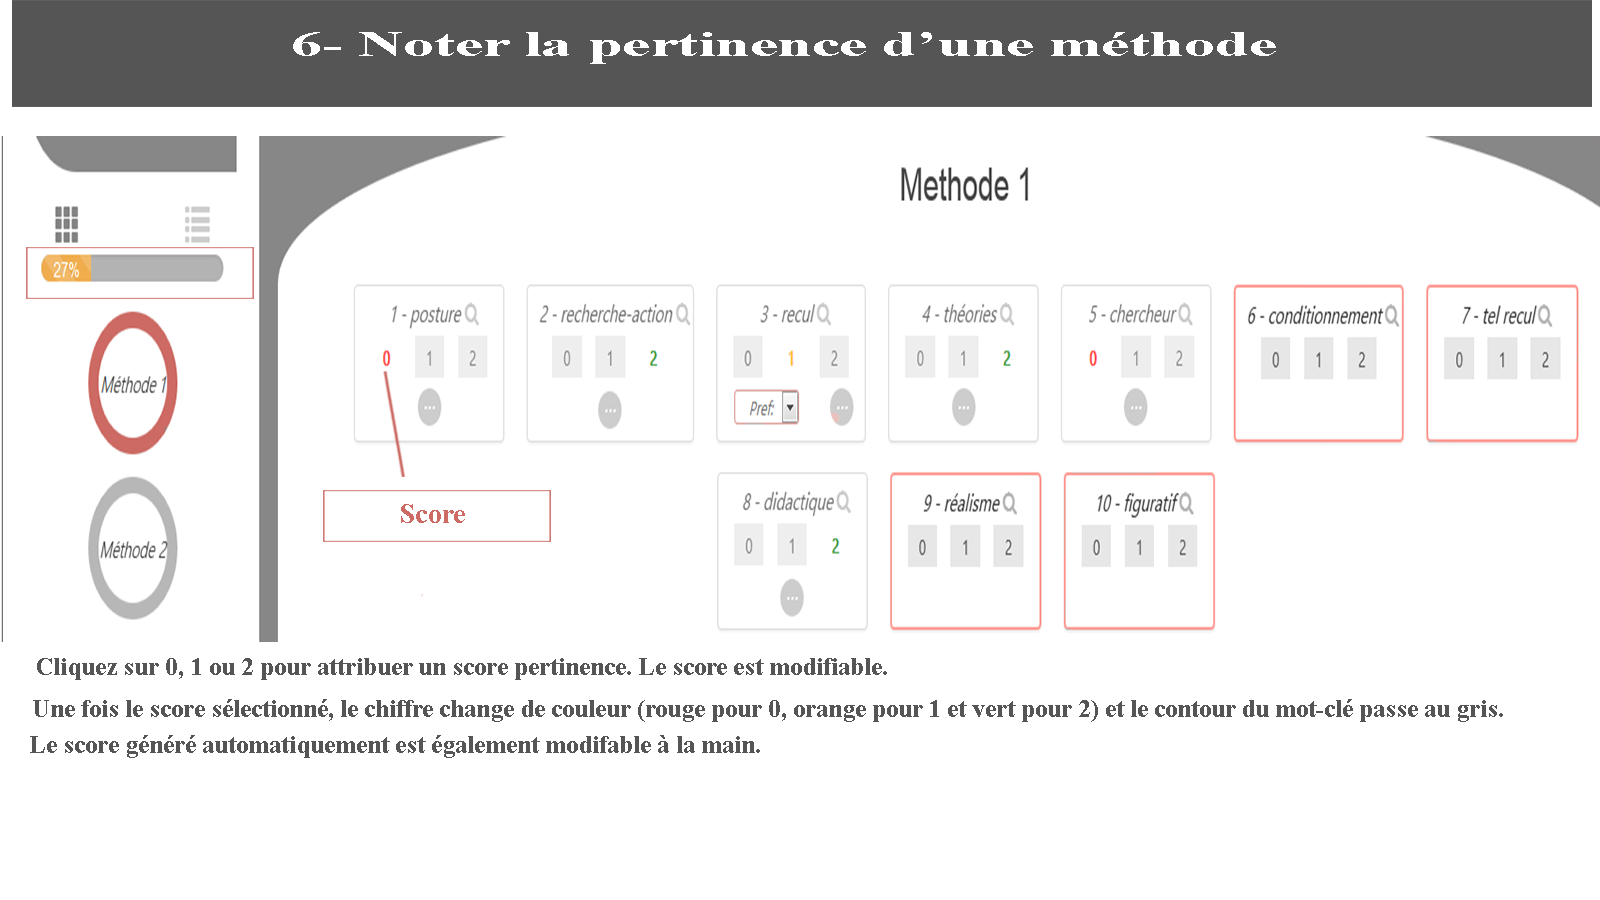 6- Noter la pertinence d’une méthode
Methode 1
27%
Méthode 1
Méthode 2
1 - posture
0 1 2
...
2 - recherche-action
0 1 2
...
3 - recul
0 1 2
Pref:
...
4 - théories
0 1 2
...
5 - chercheur
0 1 2
...
6 - conditionnement
0 1 2
7 - tel recul
0 1 2
Score
8 - didactique
0 1 2
...
9 - réalisme
0 1 2
10 - figuratif
0 1 2
Cliquez sur 0, 1 ou 2 pour attribuer un score pertinence. Le score est modifiable.
Une fois le score sélectionné, le chiffre change de couleur (rouge pour 0, orange pour 1 et vert pour 2) et le contour du mot-clé passe au gris.
Le score généré automatiquement est également modifable à la main.